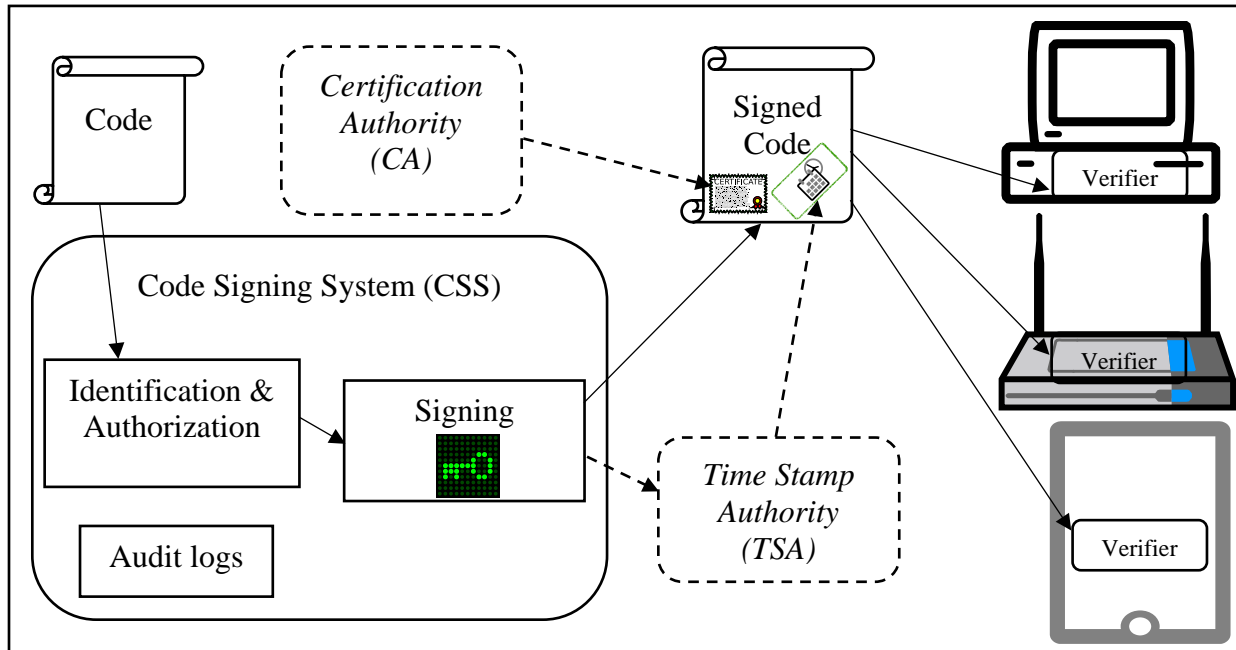 Code
Certification
Authority
(CA)
Signed
Code
CERTIFICATE
Verifier
Code Signing System (CSS)
Verifier
Identification &
Authorization
Signing
Time Stamp
Authority
(TSA)
Audit logs
Verifier